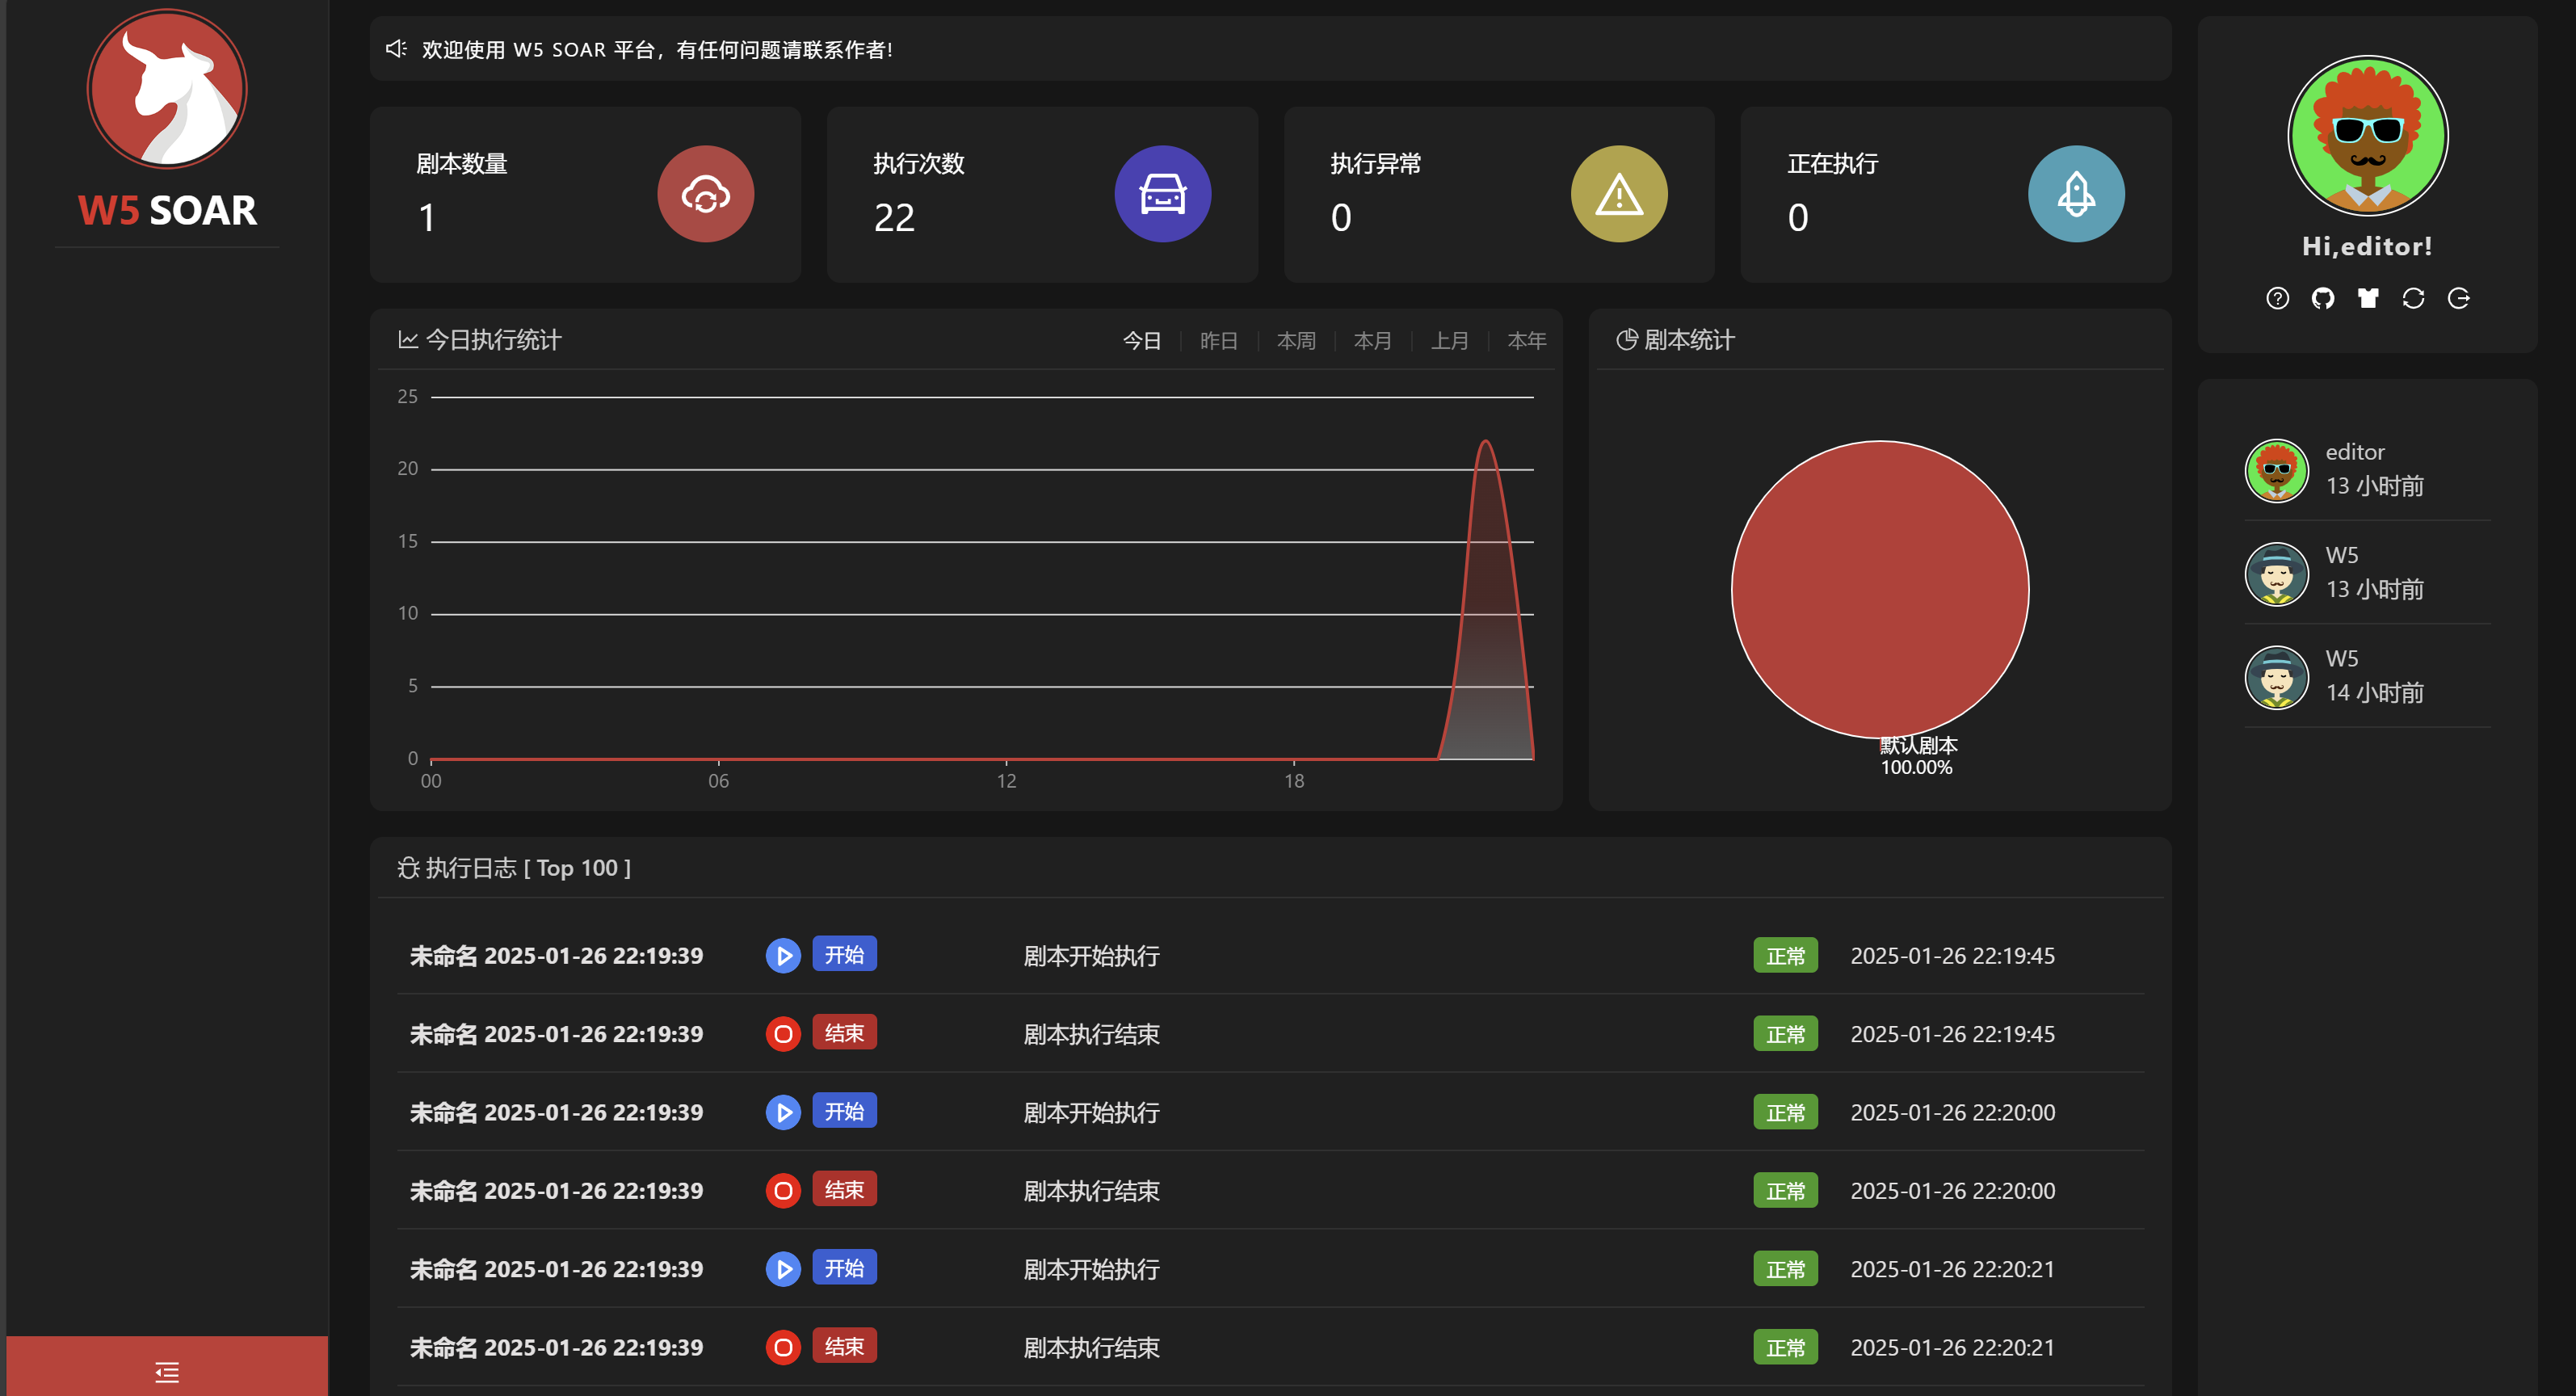 W5 SOAR
欢迎使用 W5 SOAR 平台，有任何问题请联系作者!
剧本数量
1
执行次数
22
执行异常
0
正在执行
0
今日执行统计
今日
昨日
本周
本月
上月
本年
25
20
15
10
5
0
00
06
12
18
剧本统计
默认剧本
100.00%
执行日志 [ Top 100 ]
未命名 2025-01-26 22:19:39 开始 剧本开始执行 正常 2025-01-26 22:19:45
未命名 2025-01-26 22:19:39 结束 剧本执行结束 正常 2025-01-26 22:19:45
未命名 2025-01-26 22:19:39 开始 剧本开始执行 正常 2025-01-26 22:20:00
未命名 2025-01-26 22:19:39 结束 剧本执行结束 正常 2025-01-26 22:20:00
未命名 2025-01-26 22:19:39 开始 剧本开始执行 正常 2025-01-26 22:20:21
未命名 2025-01-26 22:19:39 结束 剧本执行结束 正常 2025-01-26 22:20:21
Hi,editor!
editor
13 小时前
W5
13 小时前
W5
14 小时前